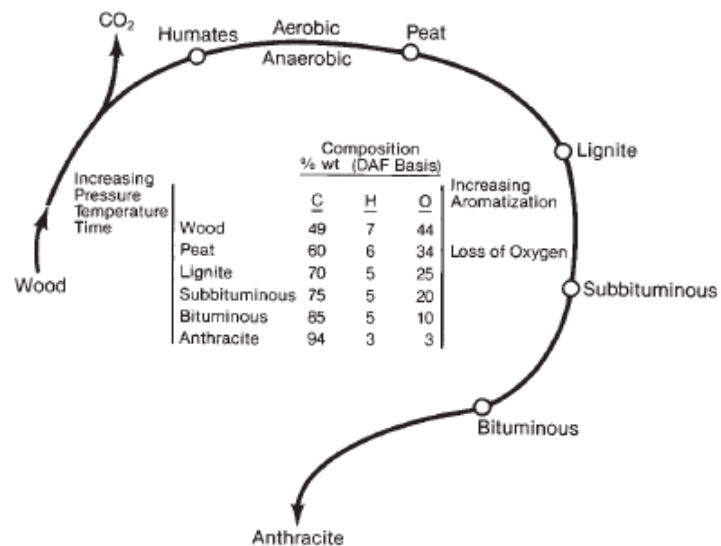 CO2
Humates
Aerobic
Anaerobic
Peat
Lignite
Subbituminous
Bituminous
Anthracite
Wood
Increasing
Pressure
Temperature
Time
Composition
% wt (DAF Basis)
C H O
Wood 49 7 44
Peat 60 6 34
Lignite 70 5 25
Subbituminous 75 5 20
Bituminous 85 5 10
Anthracite 94 3 3
Increasing
Aromatization
Loss of Oxygen